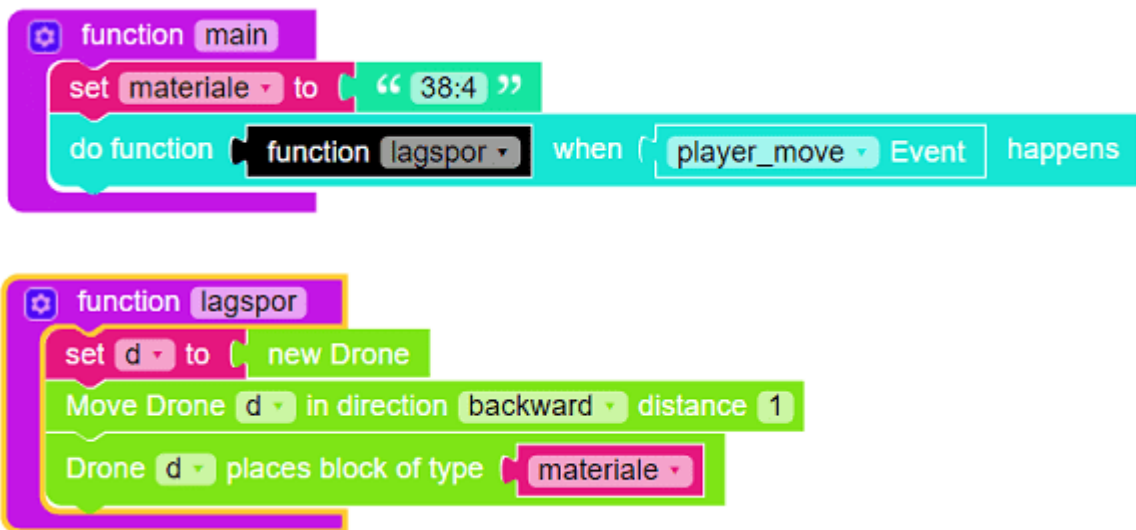 function main
set materiale to “ 38:4 ”
do function function lagspor when player_move Event happens
function lagspor
set d to new Drone
Move Drone d in direction backward distance 1
Drone d places block of type materiale